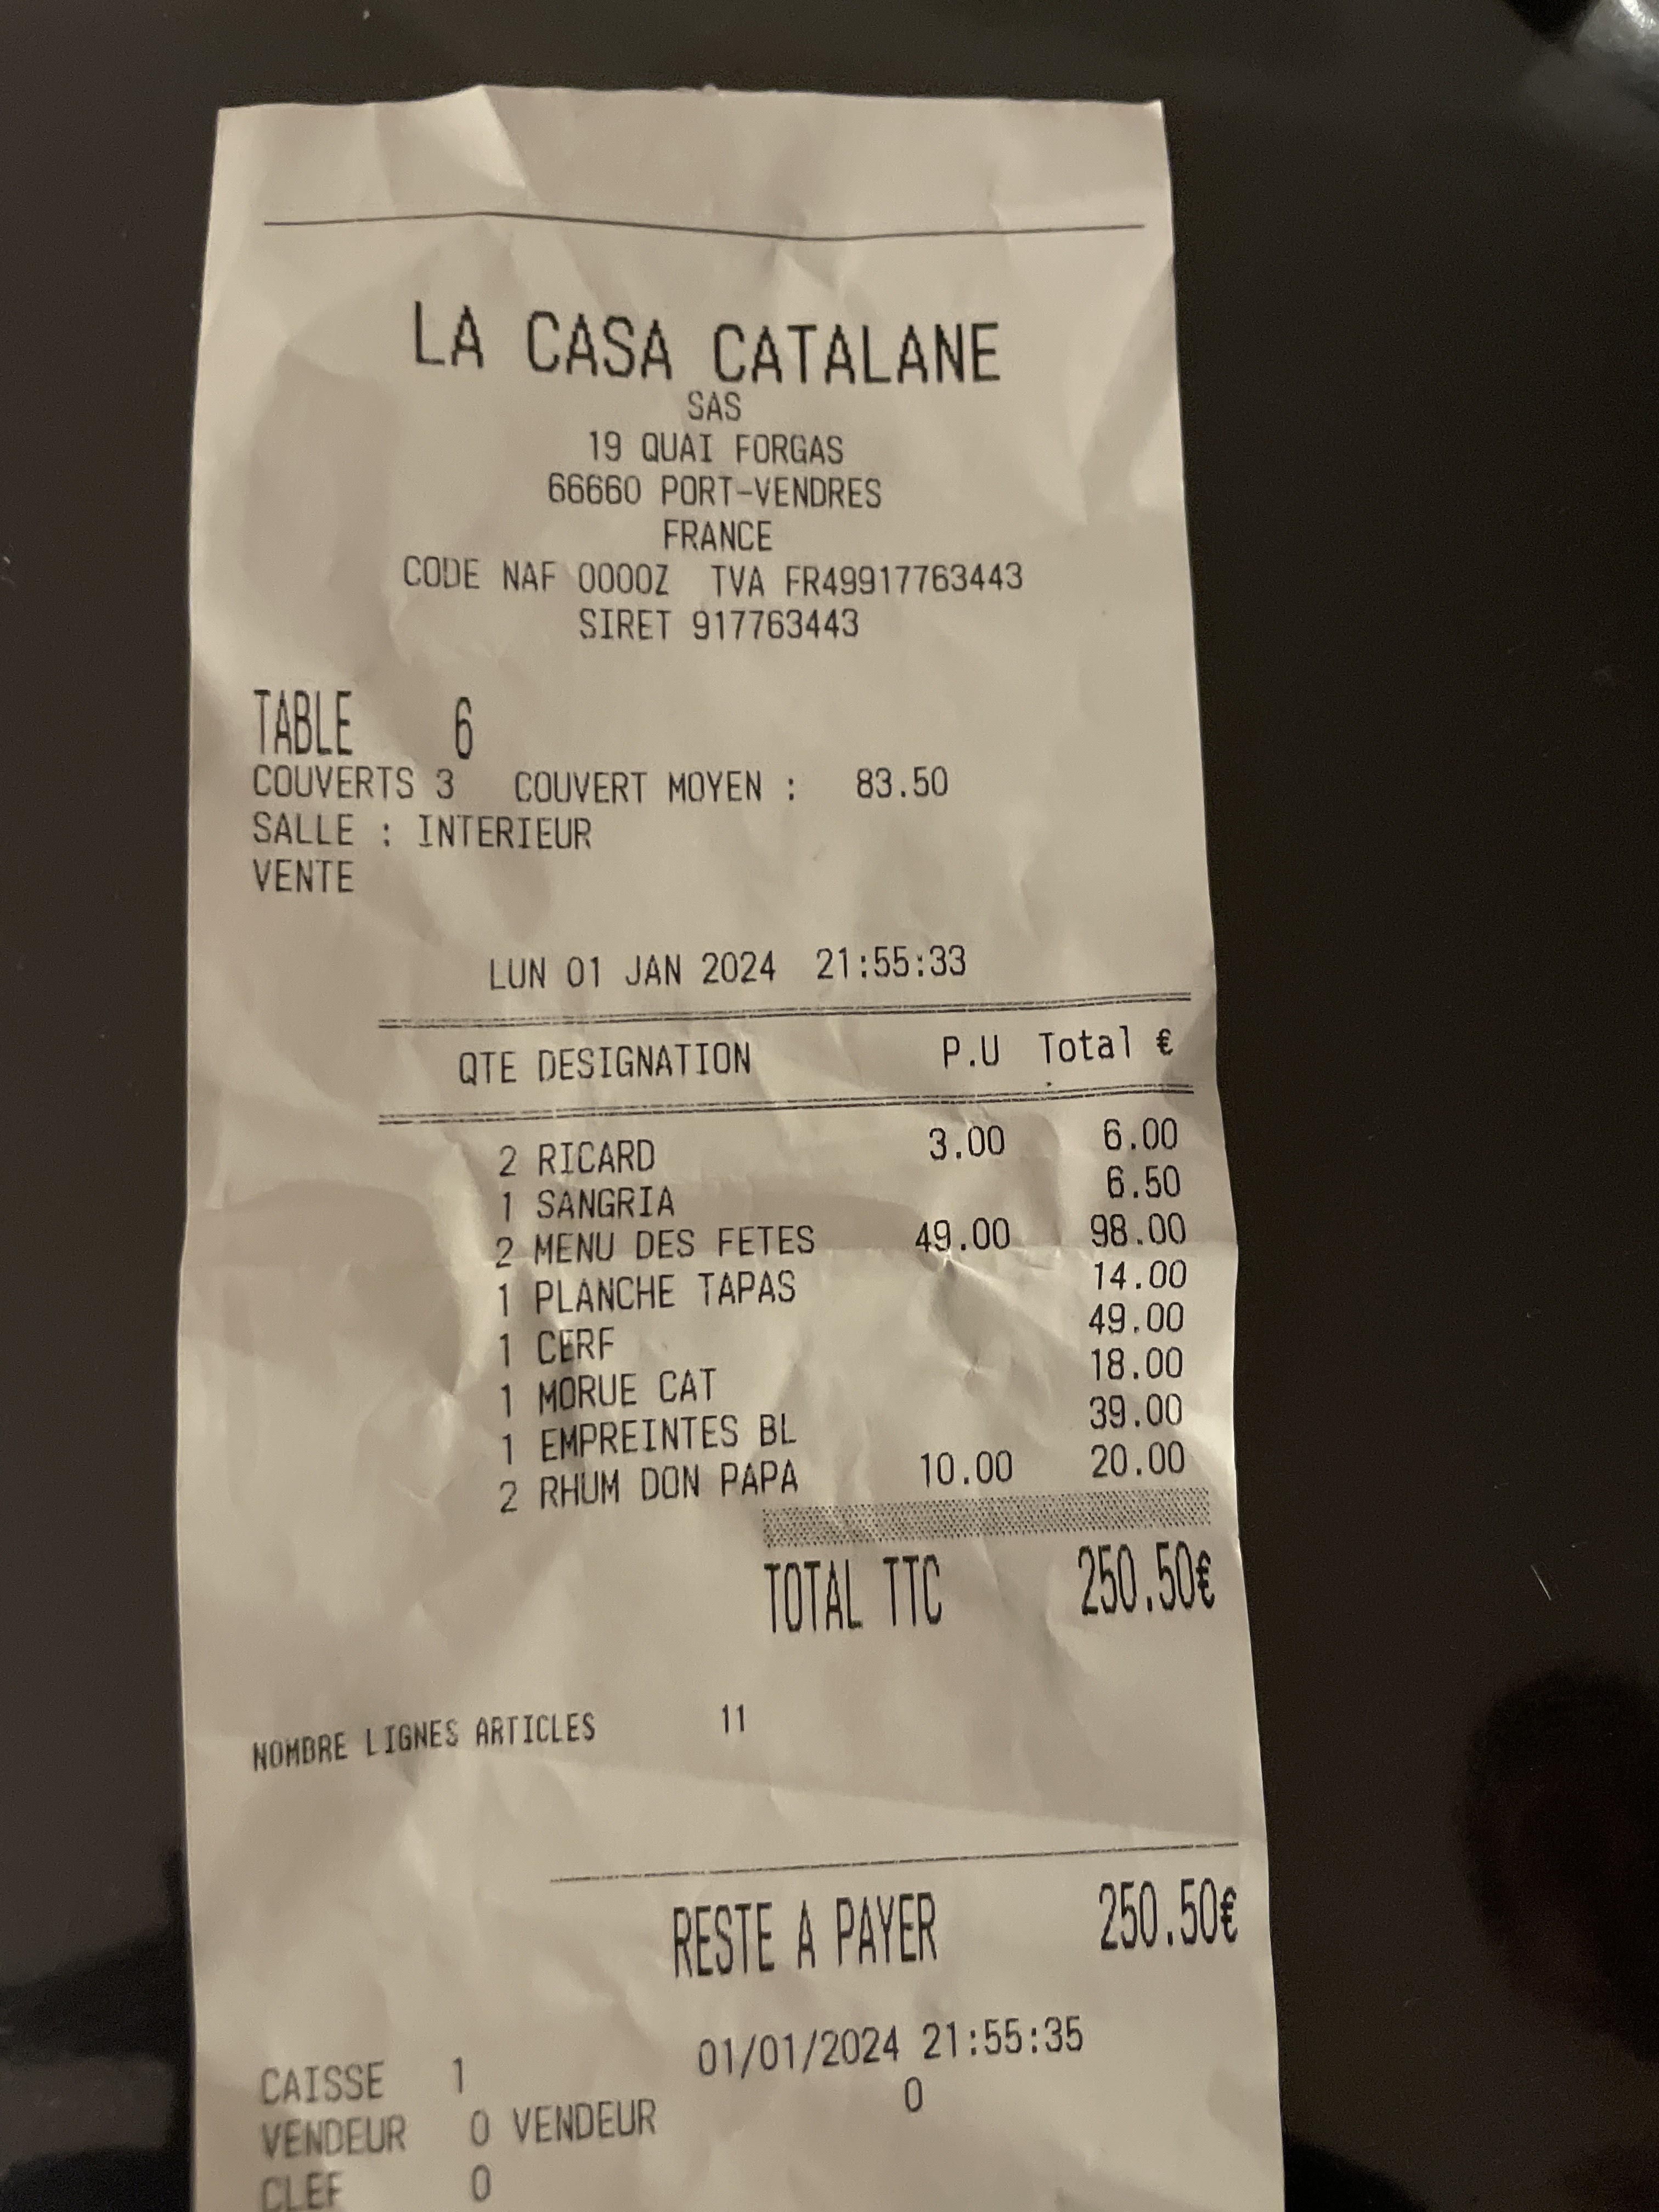 LA CASA CATALANE
SAS
19 QUAI FORGAS
66660 PORT-VENDRES
FRANCE
CODE NAF 0000Z TVA FR49917763443
SIRET 917763443
TABLE 6
COUVERTS 3 COUVERT MOYEN : 83.50
SALLE : INTERIEUR
VENTE
LUN 01 JAN 2024 21:55:33
QTE DESIGNATION P.U Total €
2 RICARD 3.00 6.00
1 SANGRIA 6.50
2 MENU DES FETES 49.00 98.00
1 PLANCHE TAPAS 14.00
1 CERF 49.00
1 MORUE CAT 18.00
1 EMPREINTES BL 39.00
2 RHUM DON PAPA 10.00 20.00
TOTAL TTC 250.50€
NOMBRE LIGNES ARTICLES 11
RESTE A PAYER 250.50€
CAISSE 1 01/01/2024 21:55:35
VENDEUR 0 VENDEUR 0
CLEF 0